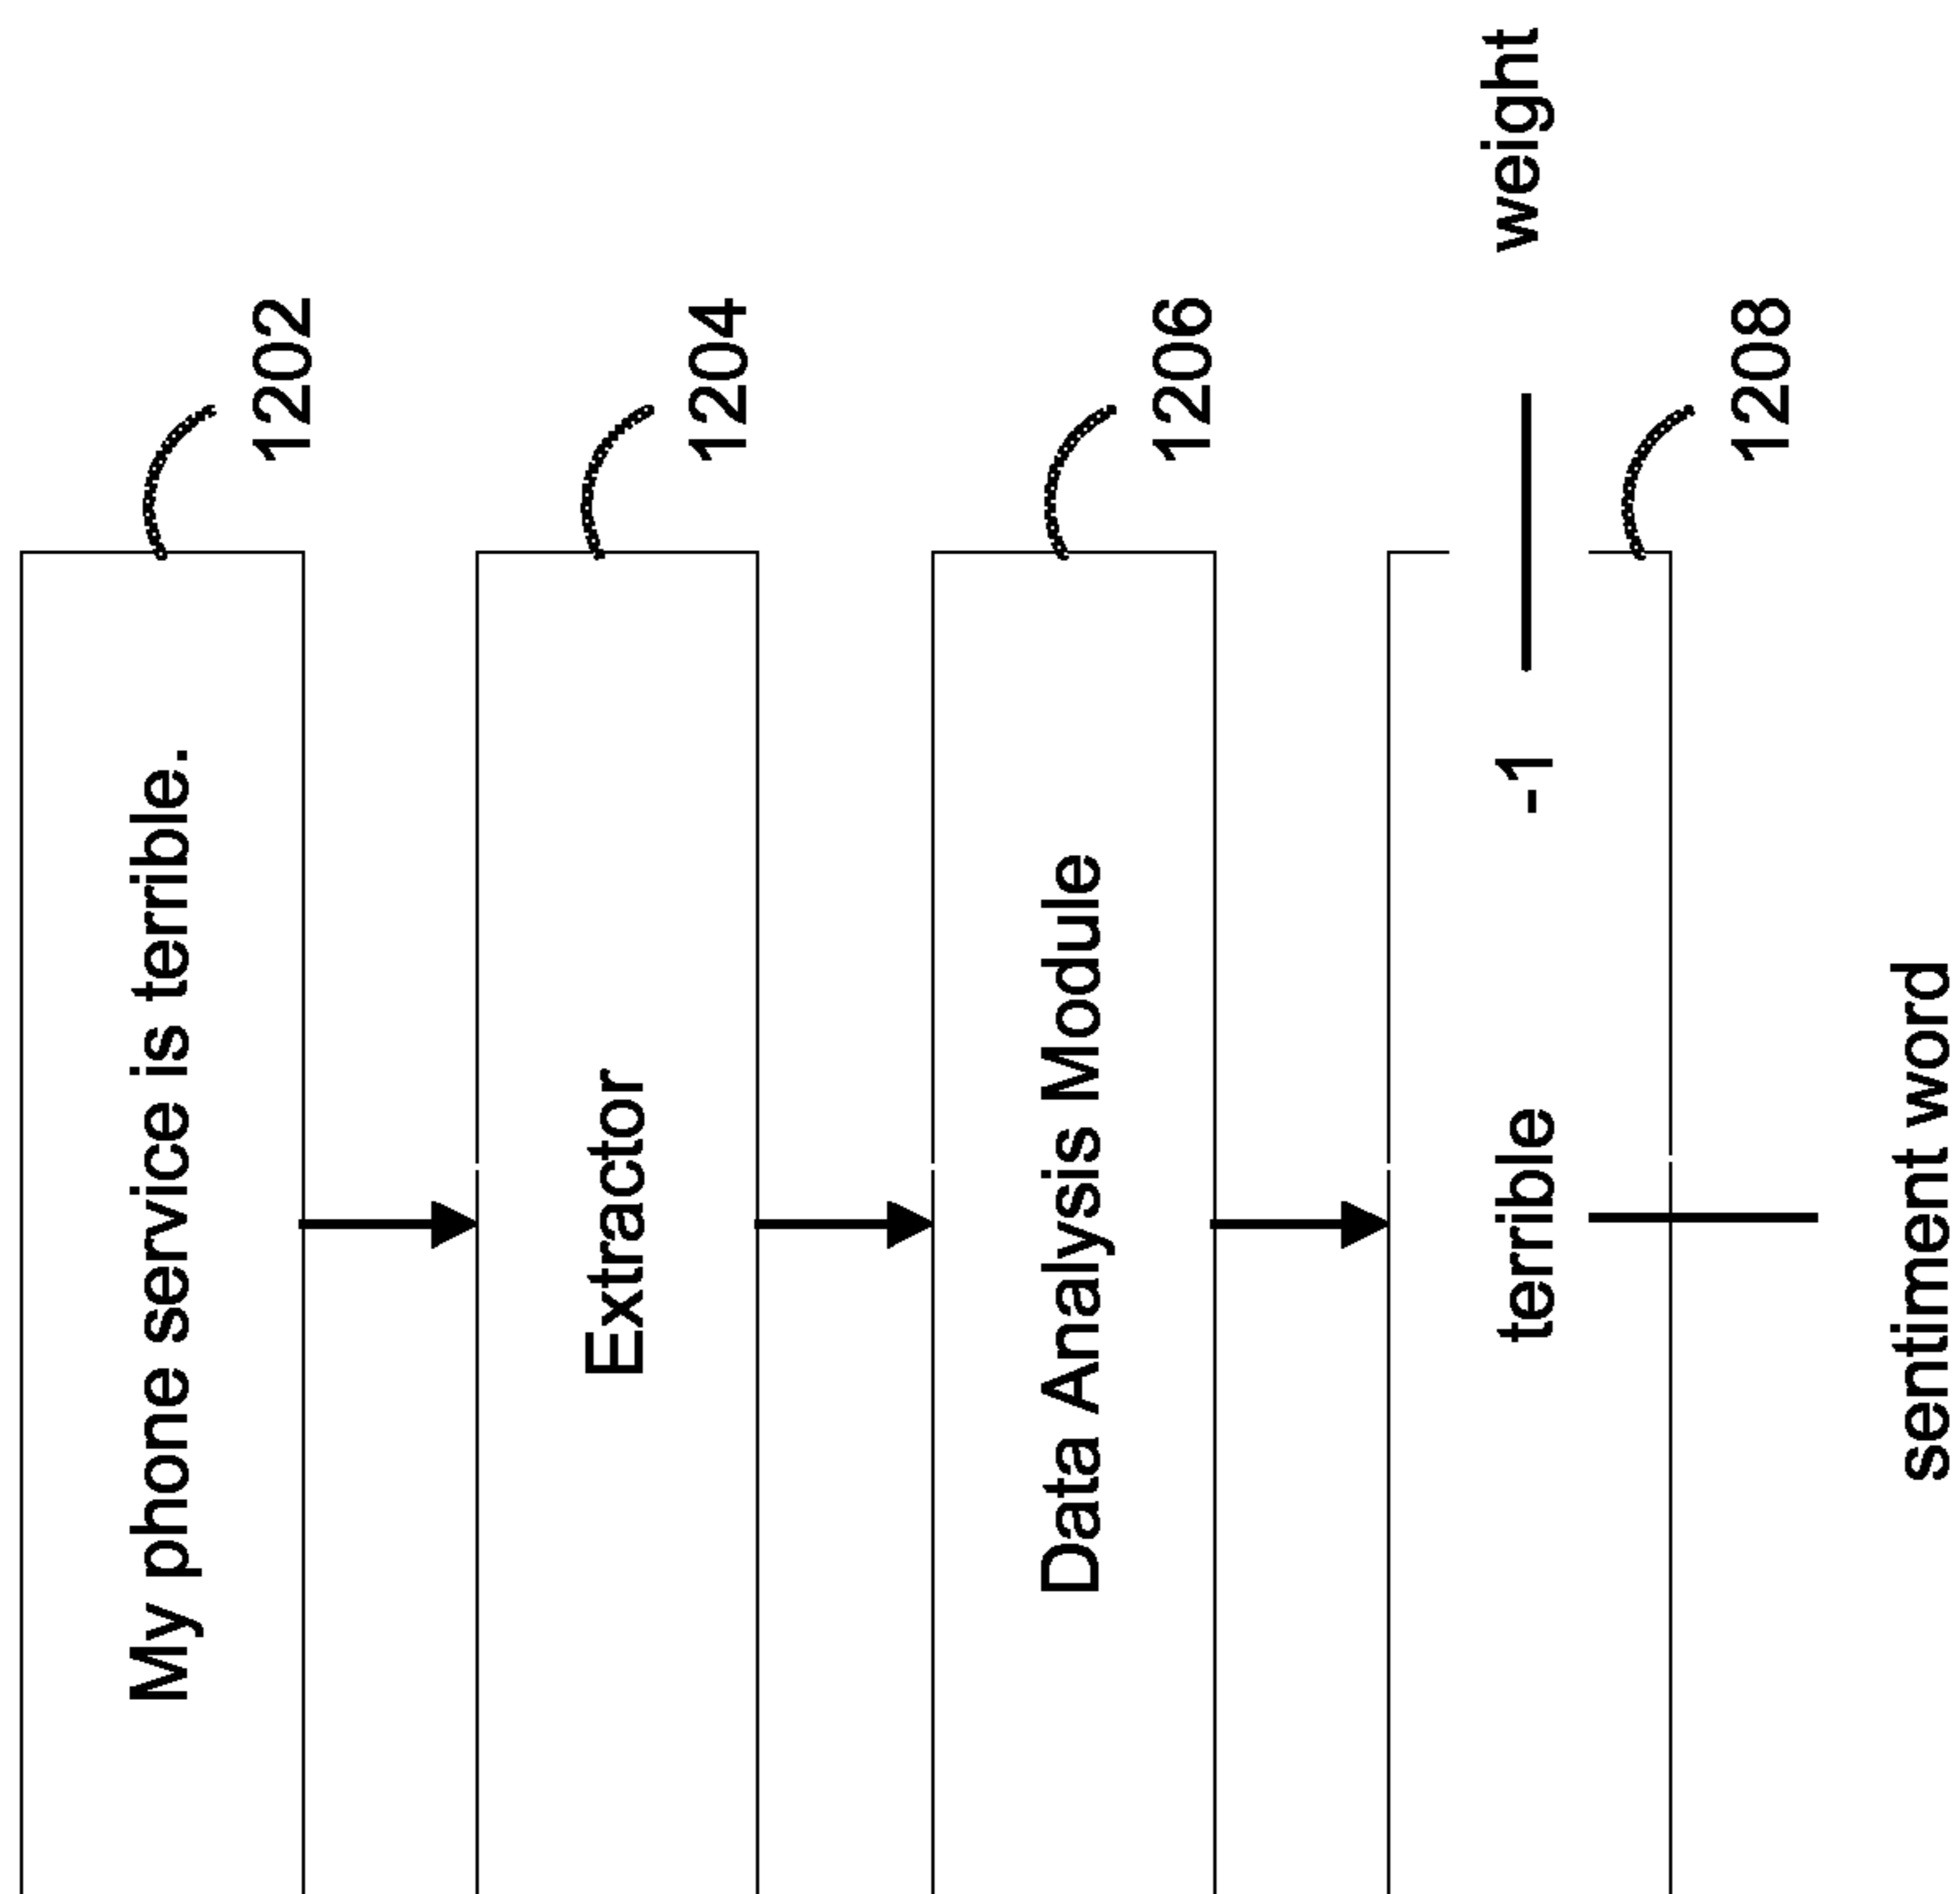 My phone service is terrible.
1202
Extractor
1204
Data Analysis Module
1206
terrible -1 weight
1208
sentiment word